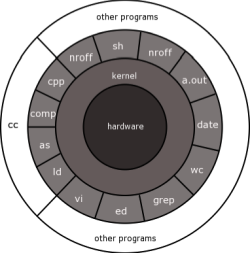 other programs
sh
nroff
nroff
cpp
kernel
a.out
comp
hardware
date
cc
as
wc
ld
vi
ed
grep
other programs